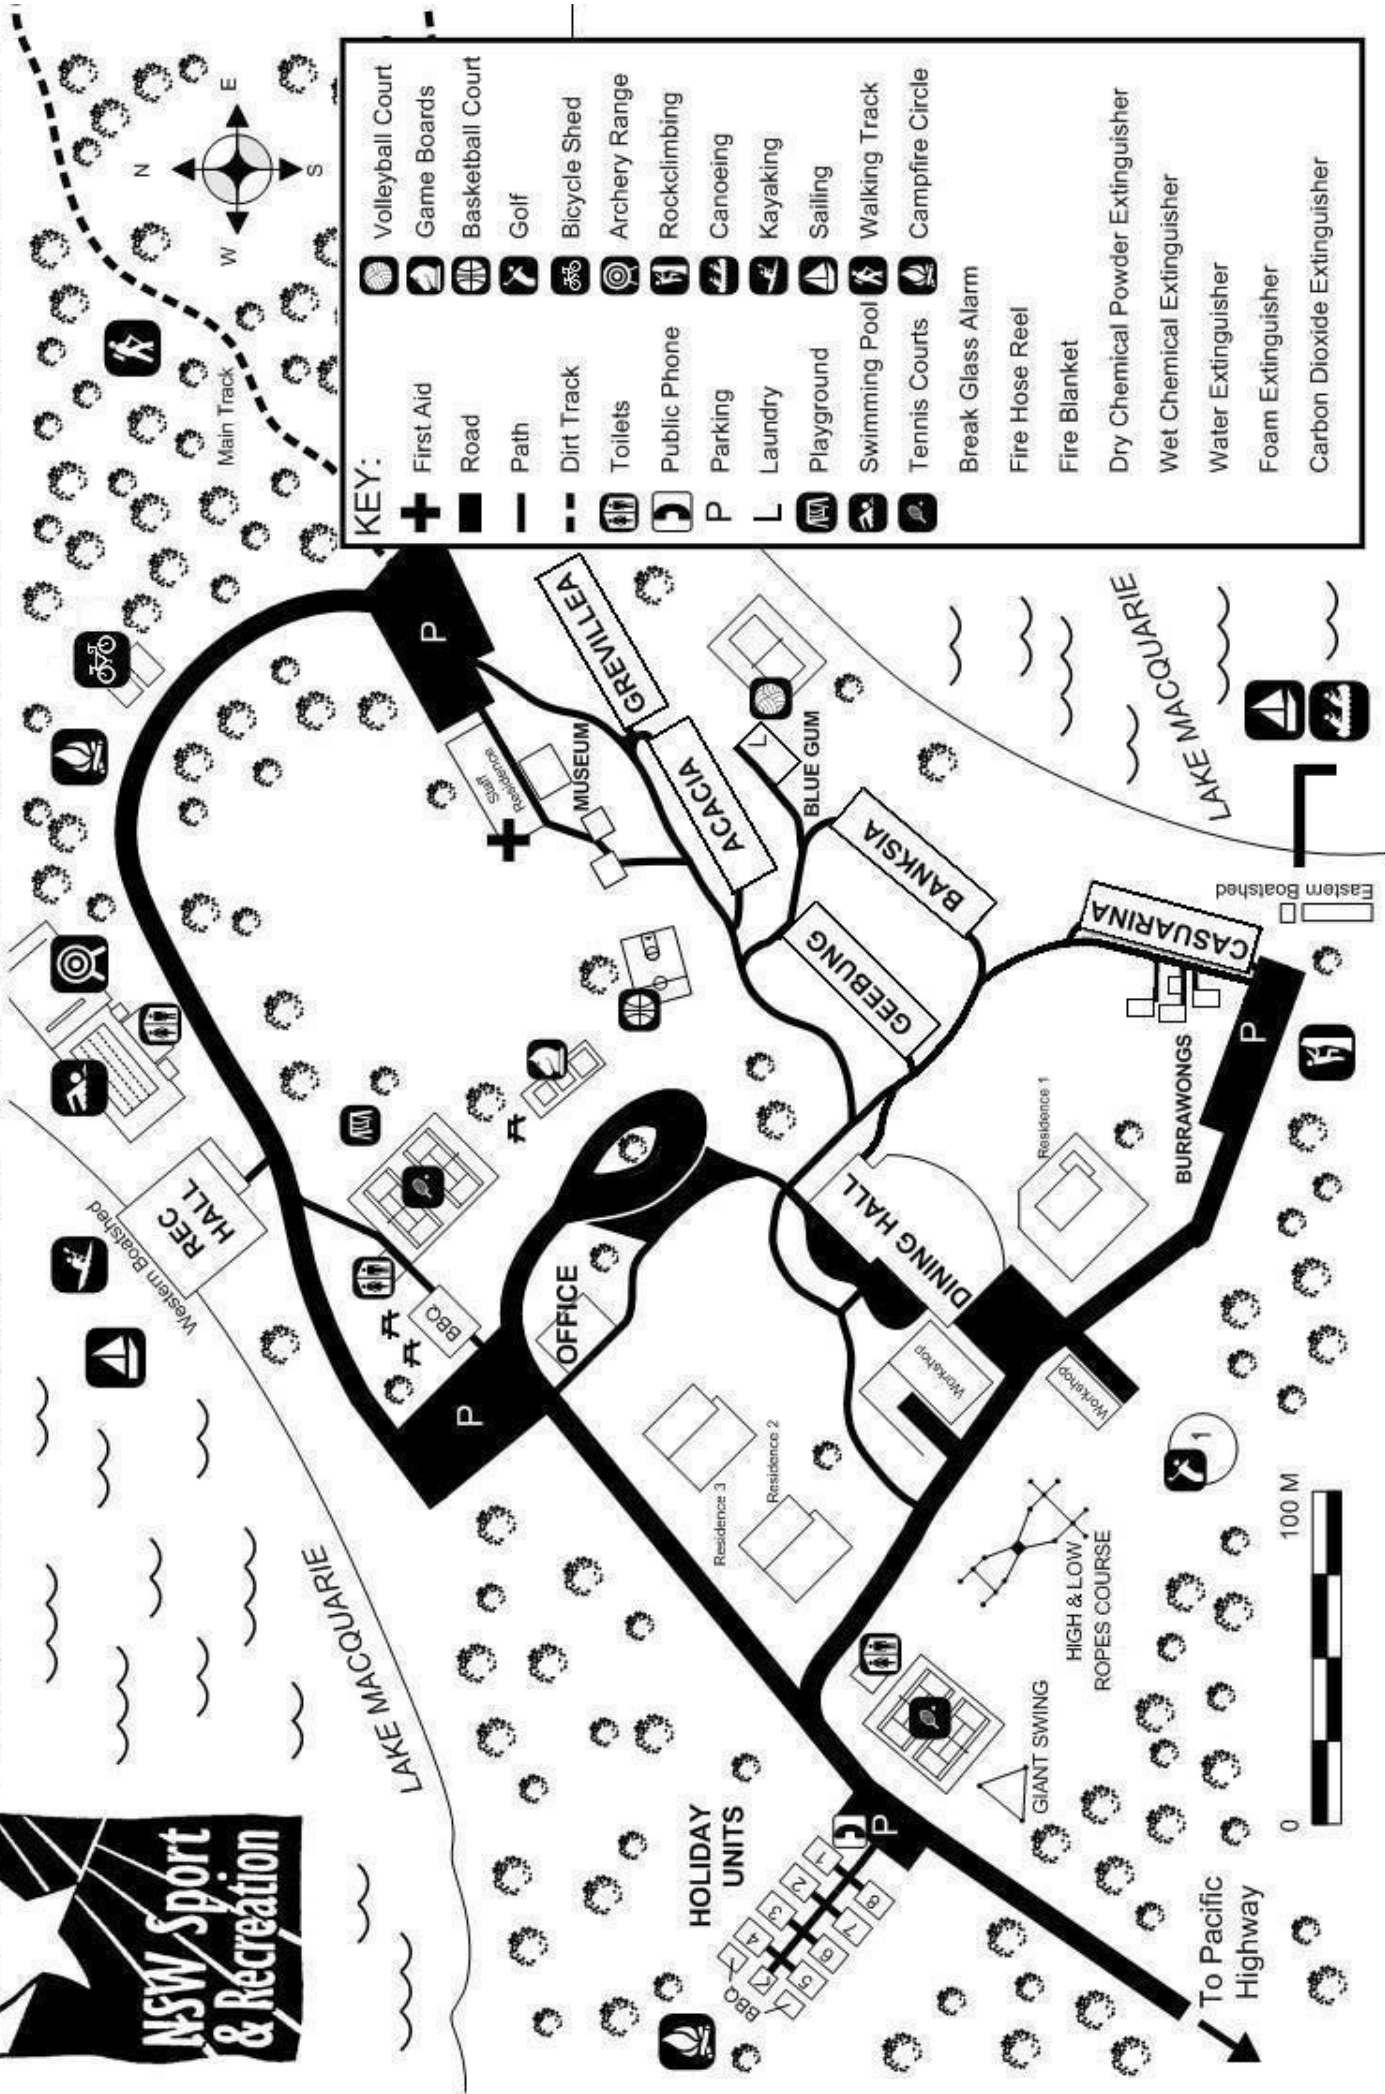 NSW Sport
& Recreation
LAKE MACQUARIE
Western Boatshed
REC
HALL
Main Track
N
W
E
S
P
BBQ
OFFICE
Staff
Residence
MUSEUM
P
GREVILLEA
ACACIA
L
BLUE GUM
BANKSIA
GEEBUNG
CASUARINA
BURRAWONGS
P
Eastern Boatshed
LAKE MACQUARIE
DINING HALL
Residence 1
Residence 2
Residence 3
Workshop
Workshop
HOLIDAY
UNITS
1
2
3
4
5
6
7
8
L
BBQ
P
GIANT SWING
HIGH & LOW
ROPES COURSE
1
To Pacific
Highway
0
100 M
KEY:
First Aid
Road
Path
Dirt Track
Toilets
Public Phone
P Parking
L Laundry
Playground
Swimming Pool
Tennis Courts
Volleyball Court
Game Boards
Basketball Court
Golf
Bicycle Shed
Archery Range
Rockclimbing
Canoeing
Kayaking
Sailing
Walking Track
Campfire Circle
Break Glass Alarm
Fire Hose Reel
Fire Blanket
Dry Chemical Powder Extinguisher
Wet Chemical Extinguisher
Water Extinguisher
Foam Extinguisher
Carbon Dioxide Extinguisher